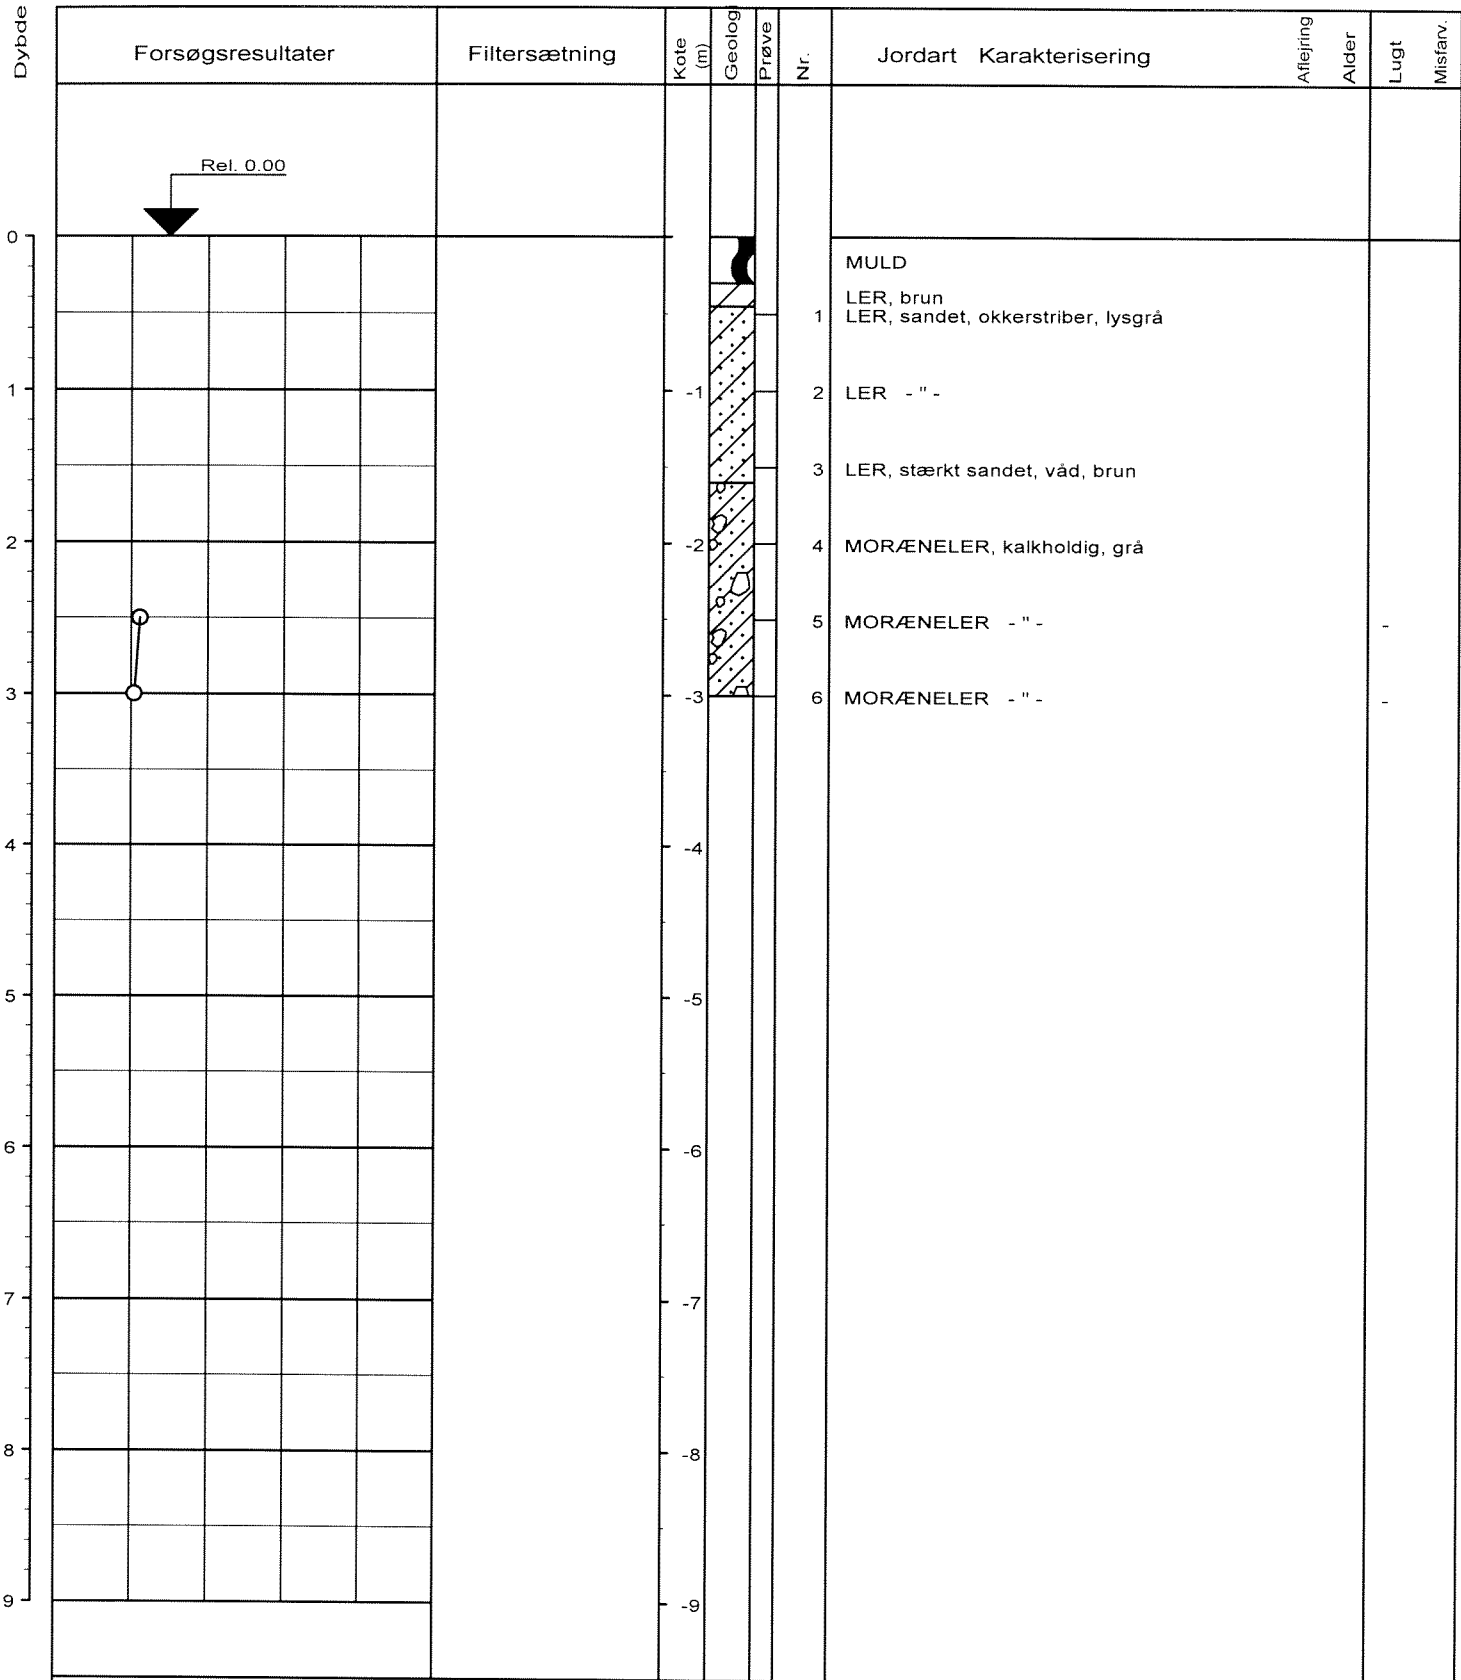 Dybde
Forsøgsresultater
Filtersætning
Kote (m)
Geologi
Prøve
Nr.
Jordart Karakterisering
Aflejring
Alder
Lugt
Misfarv.
Rel. 0.00
0
MULD
LER, brun
1 LER, sandet, okkerstriber, lysgrå
1 -1 2 LER - " -
3 LER, stærkt sandet, våd, brun
2 -2 4 MORÆNELER, kalkholdig, grå
5 MORÆNELER - " - -
3 -3 6 MORÆNELER - " - -
4 -4
5 -5
6 -6
7 -7
8 -8
9 -9